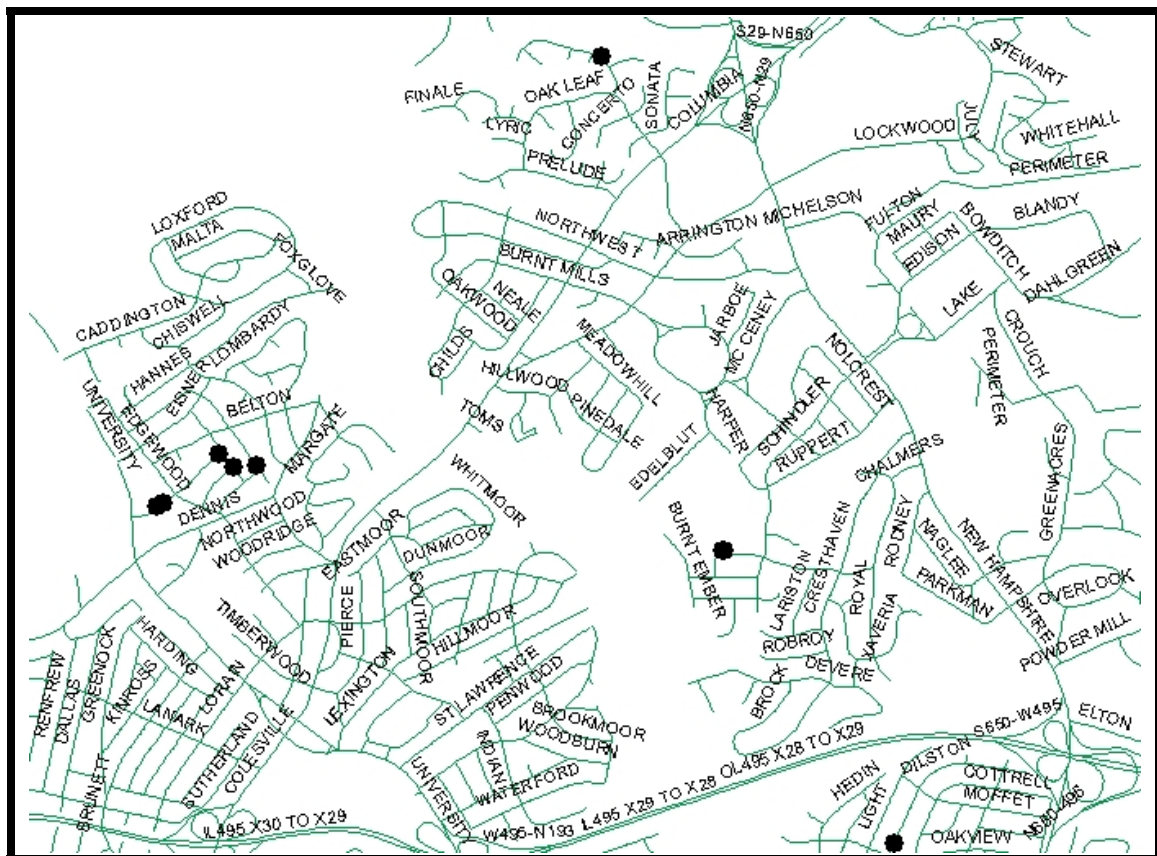 S29-N650
STEWART
FINALE
OAK LEAF
CONCERTO
SONATA
COLUMBIA
N650-N29
LYRIC
LOCKWOOD
JULY
WHITEHALL
PRELUDE
PERIMETER
LOXFORD
MALTA
NORTHWEST
ARRINGTON
MICHELSON
FULTON
MAURY
EDISON
BOWDITCH
BLANDY
FOXGLOVE
BURNT MILLS
DAHLGREEN
OAKWOOD
NEALE
LAKE
CADDINGTON
CHISWELL
LOMBARDY
JARBOE
MC CENEY
CHILDS
MEADOWHILL
NOLCREST
CROUCH
PERIMETER
HANNES
EISNER
HILLWOOD
PINEDALE
UNIVERSITY
EDGEWOOD
BELTON
MARGATE
TOMS
HARPER
SCHINDLER
RUPPERT
EDELBLUT
CHALMERS
GREENACRES
DENNIS
NORTHWOOD
WOODRIDGE
WHITMOOR
EASTMOOR
DUNMOOR
BURNT EMBER
LARISTON
CRESTHAVEN
ROYAL
RODNEY
NAGLEE
NEW HAMPSHIRE
PARKMAN
OVERLOOK
POWDER MILL
TIMBERWOOD
PIERCE
SOUTHMOOR
HILLMOOR
XAVERIA
ROBROY
DEVERE
BROCK
HARDING
RENFREW
DALLAS
GREENOCK
KINROSS
LORAIN
LANARK
LEXINGTON
ST LAWRENCE
PENWOOD
BROOKMOOR
WOODBURN
INDIAN
SUTHERLAND
COLESVILLE
BRUNETT
UNIVERSITY
WATERFORD
OL495 X28 TO X29
S650-W495
ELTON
IL495 X30 TO X29
W495-N193
IL495 X29 TO X28
HEDIN
DILSTON
LIGHT
COTTRELL
MOFFET
OAKVIEW